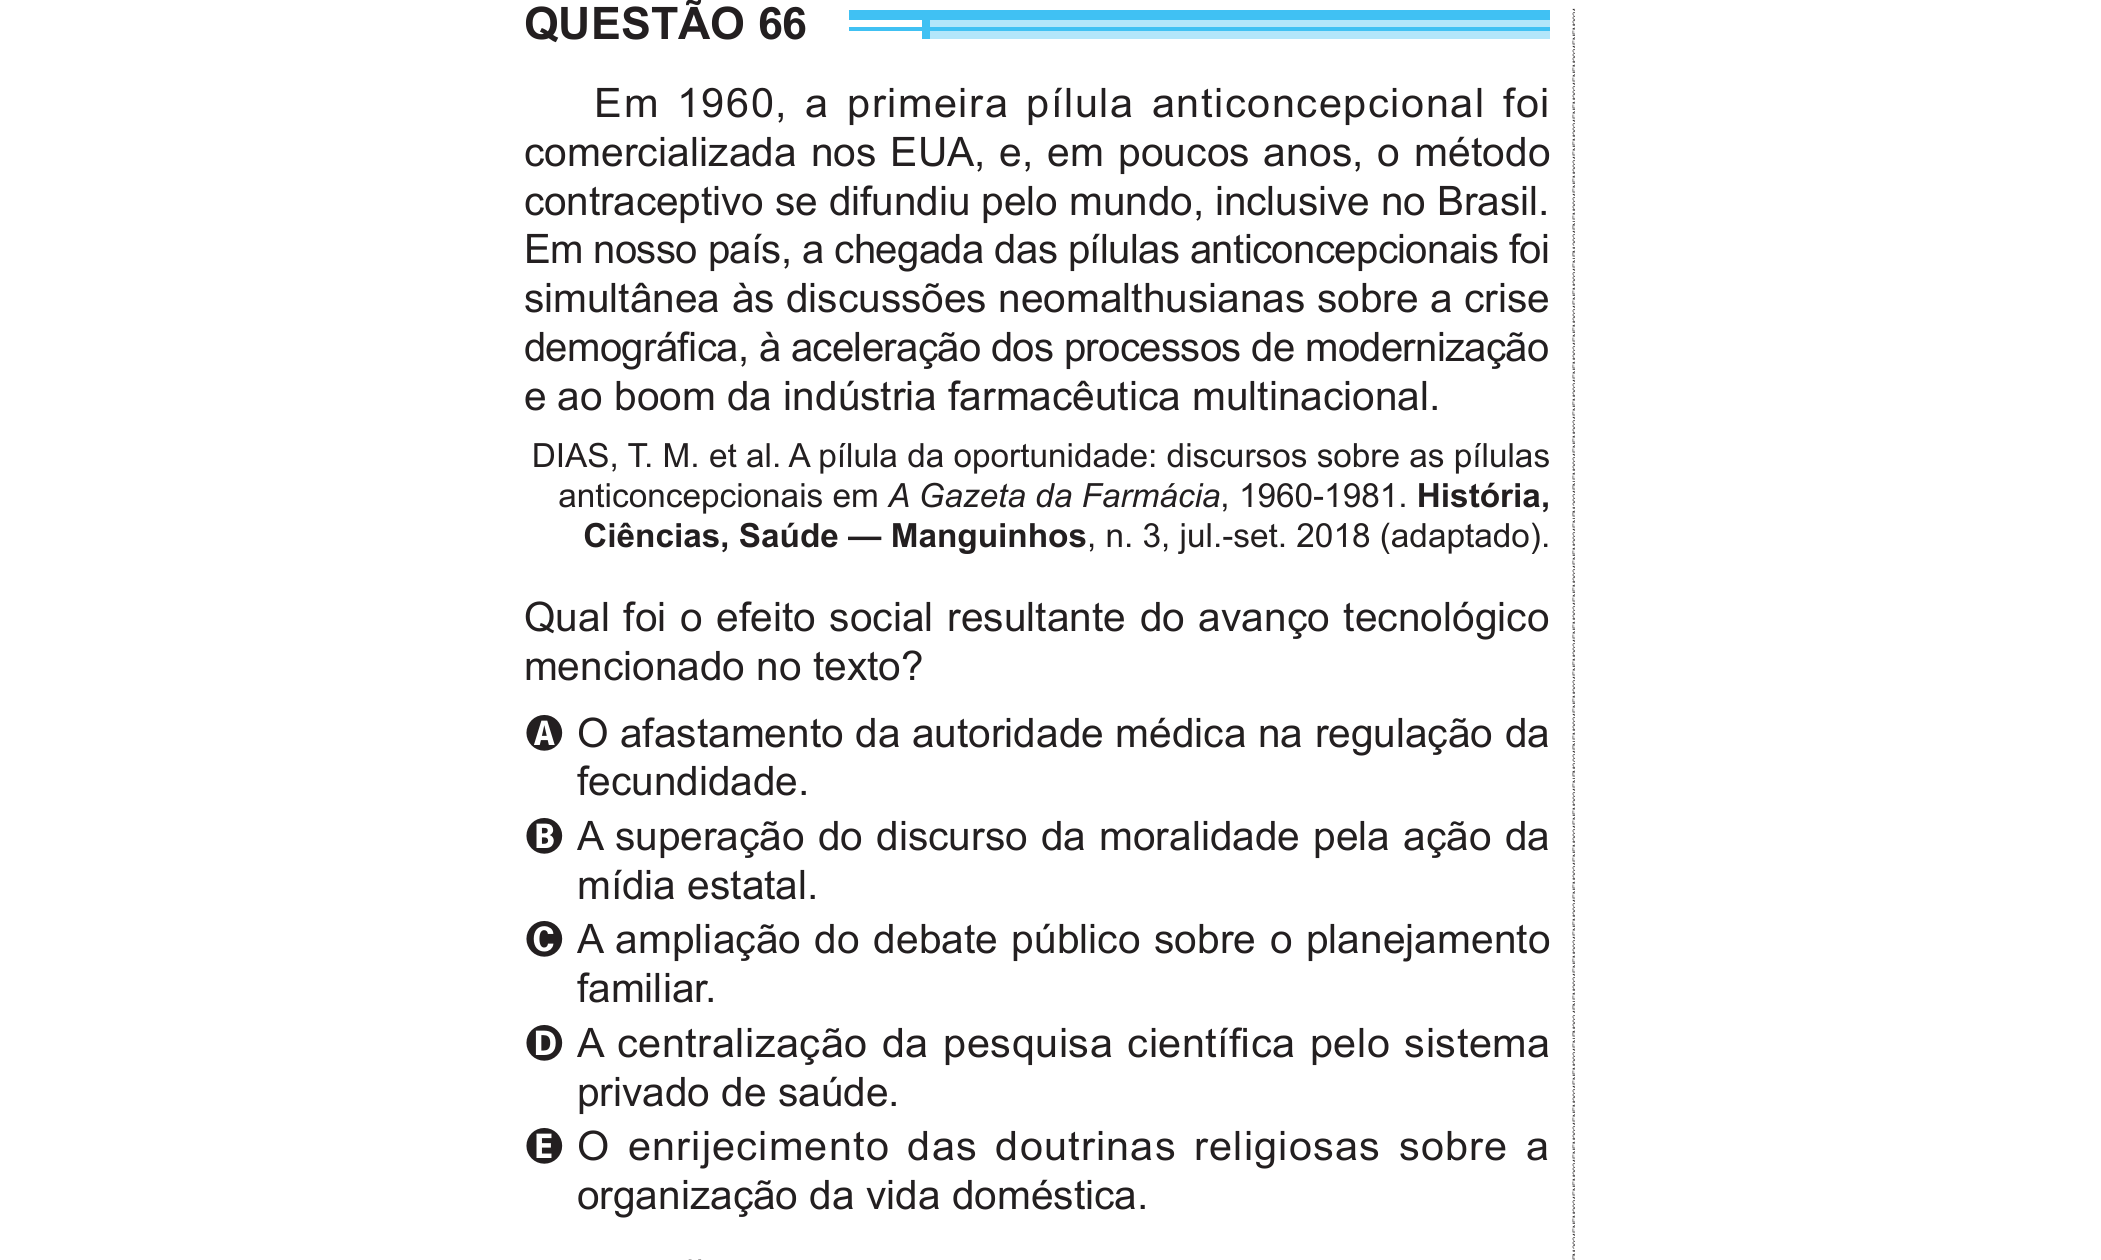 QUESTÃO 66
Em 1960, a primeira pílula anticoncepcional foi
comercializada nos EUA, e, em poucos anos, o método
contraceptivo se difundiu pelo mundo, inclusive no Brasil.
Em nosso país, a chegada das pílulas anticoncepcionais foi
simultânea às discussões neomalthusianas sobre a crise
demográfica, à aceleração dos processos de modernização
e ao boom da indústria farmacêutica multinacional.
DIAS, T. M. et al. A pílula da oportunidade: discursos sobre as pílulas
anticoncepcionais em A Gazeta da Farmácia, 1960-1981. História,
Ciências, Saúde — Manguinhos, n. 3, jul.-set. 2018 (adaptado).
Qual foi o efeito social resultante do avanço tecnológico
mencionado no texto?
A O afastamento da autoridade médica na regulação da
fecundidade.
B A superação do discurso da moralidade pela ação da
mídia estatal.
C A ampliação do debate público sobre o planejamento
familiar.
D A centralização da pesquisa científica pelo sistema
privado de saúde.
E O enrijecimento das doutrinas religiosas sobre a
organização da vida doméstica.